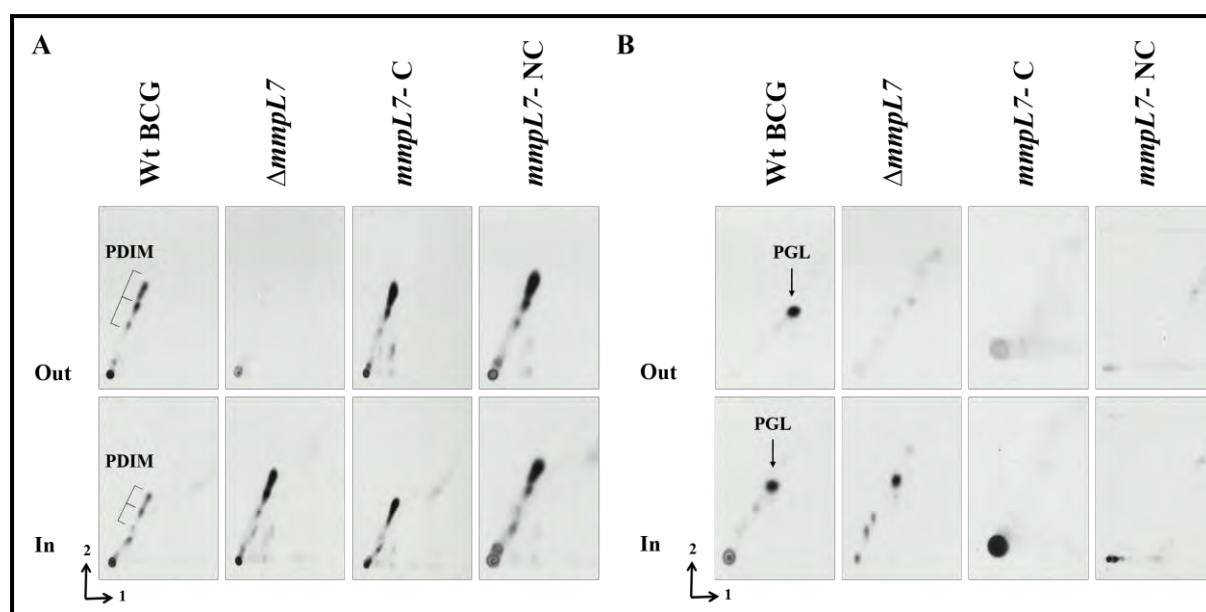 A
Wt BCG
ΔmmpL7
mmpL7- C
mmpL7- NC
PDIM
Out
PDIM
In
2
1
B
Wt BCG
ΔmmpL7
mmpL7- C
mmpL7- NC
PGL
Out
PGL
In
2
1